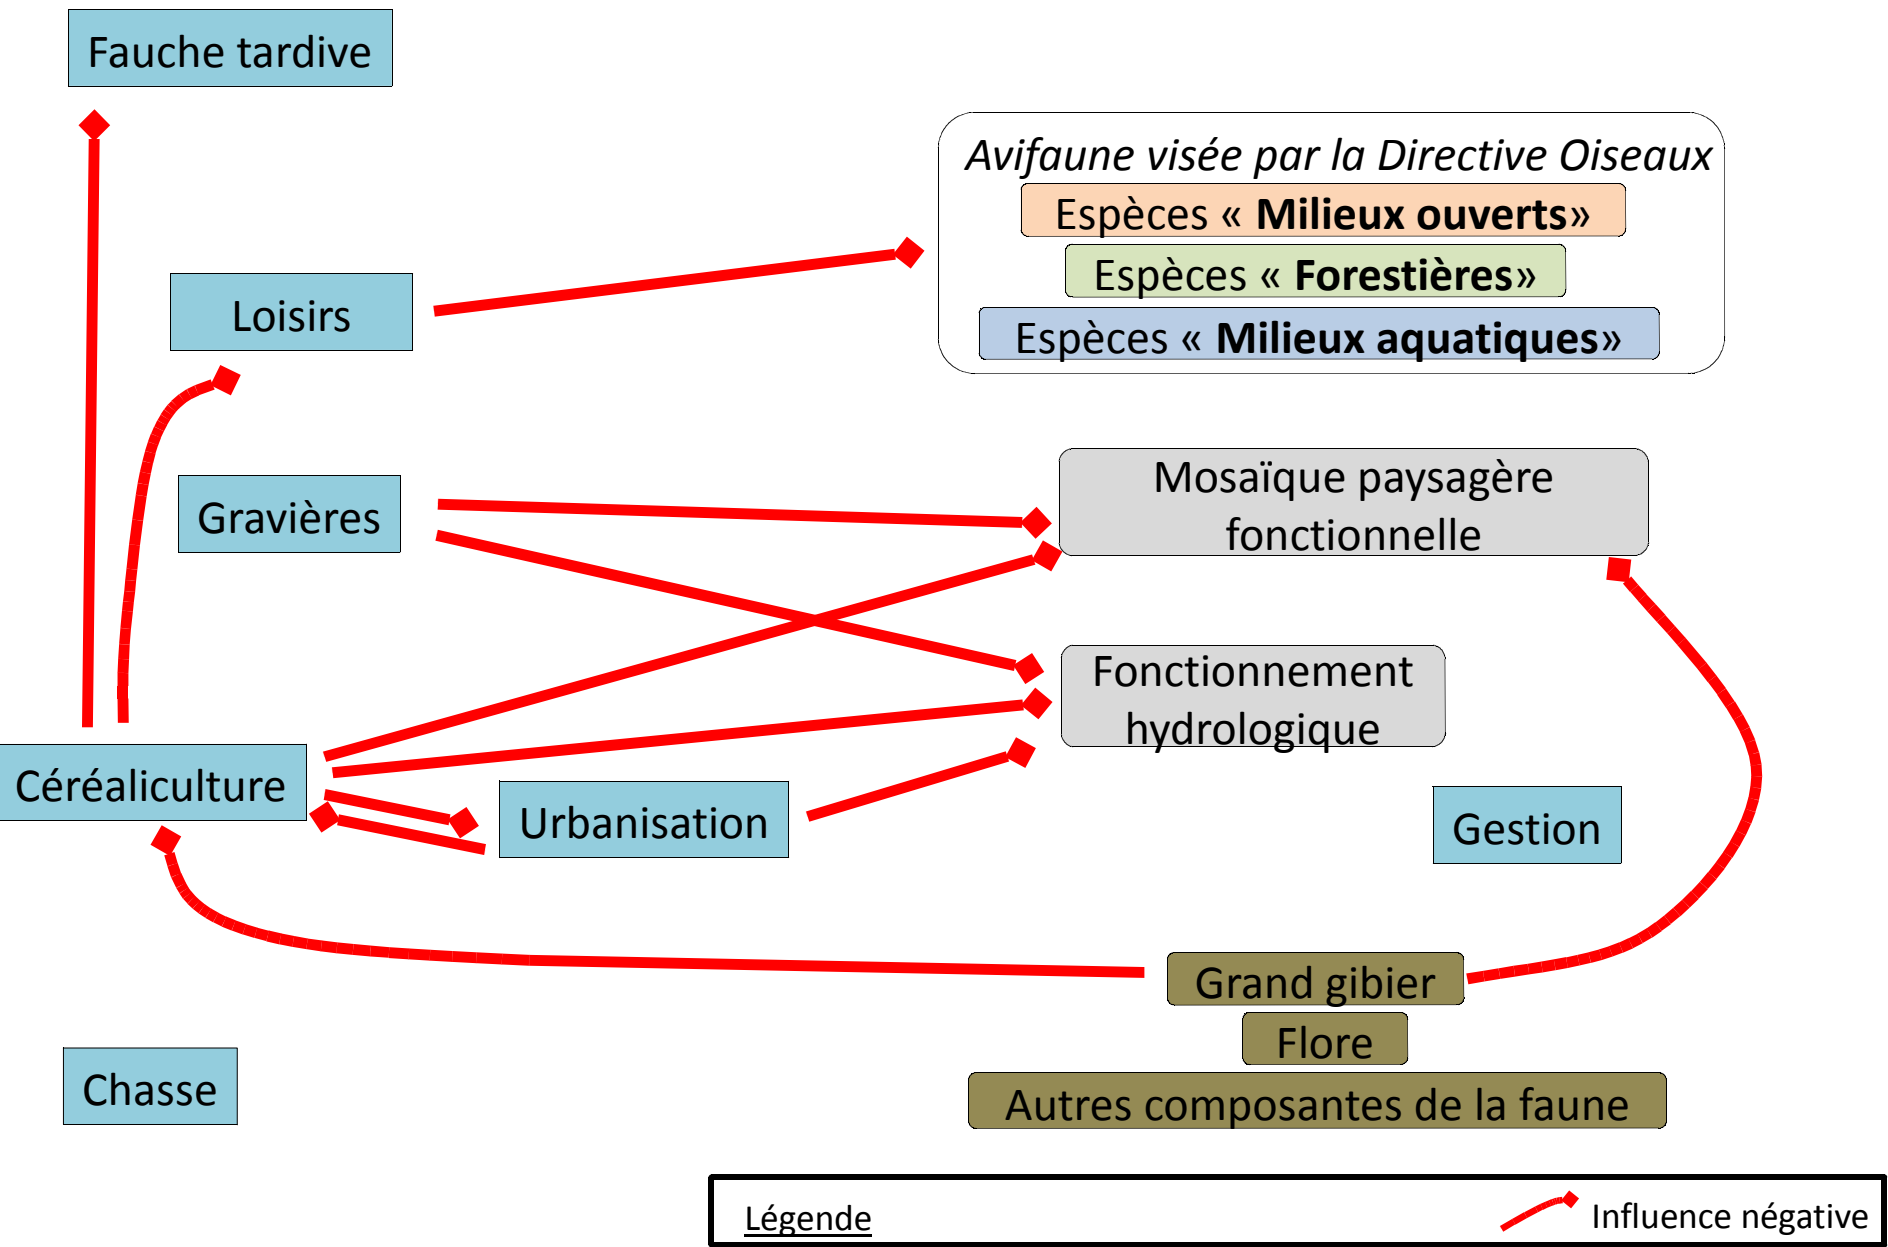 Fauche tardive
Avifaune visée par la Directive Oiseaux
Espèces « Milieux ouverts»
Espèces « Forestières»
Espèces « Milieux aquatiques»
Loisirs
Gravières
Mosaïque paysagère
fonctionnelle
Fonctionnement
hydrologique
Céréaliculture
Urbanisation
Gestion
Grand gibier
Flore
Autres composantes de la faune
Chasse
Légende
Influence négative